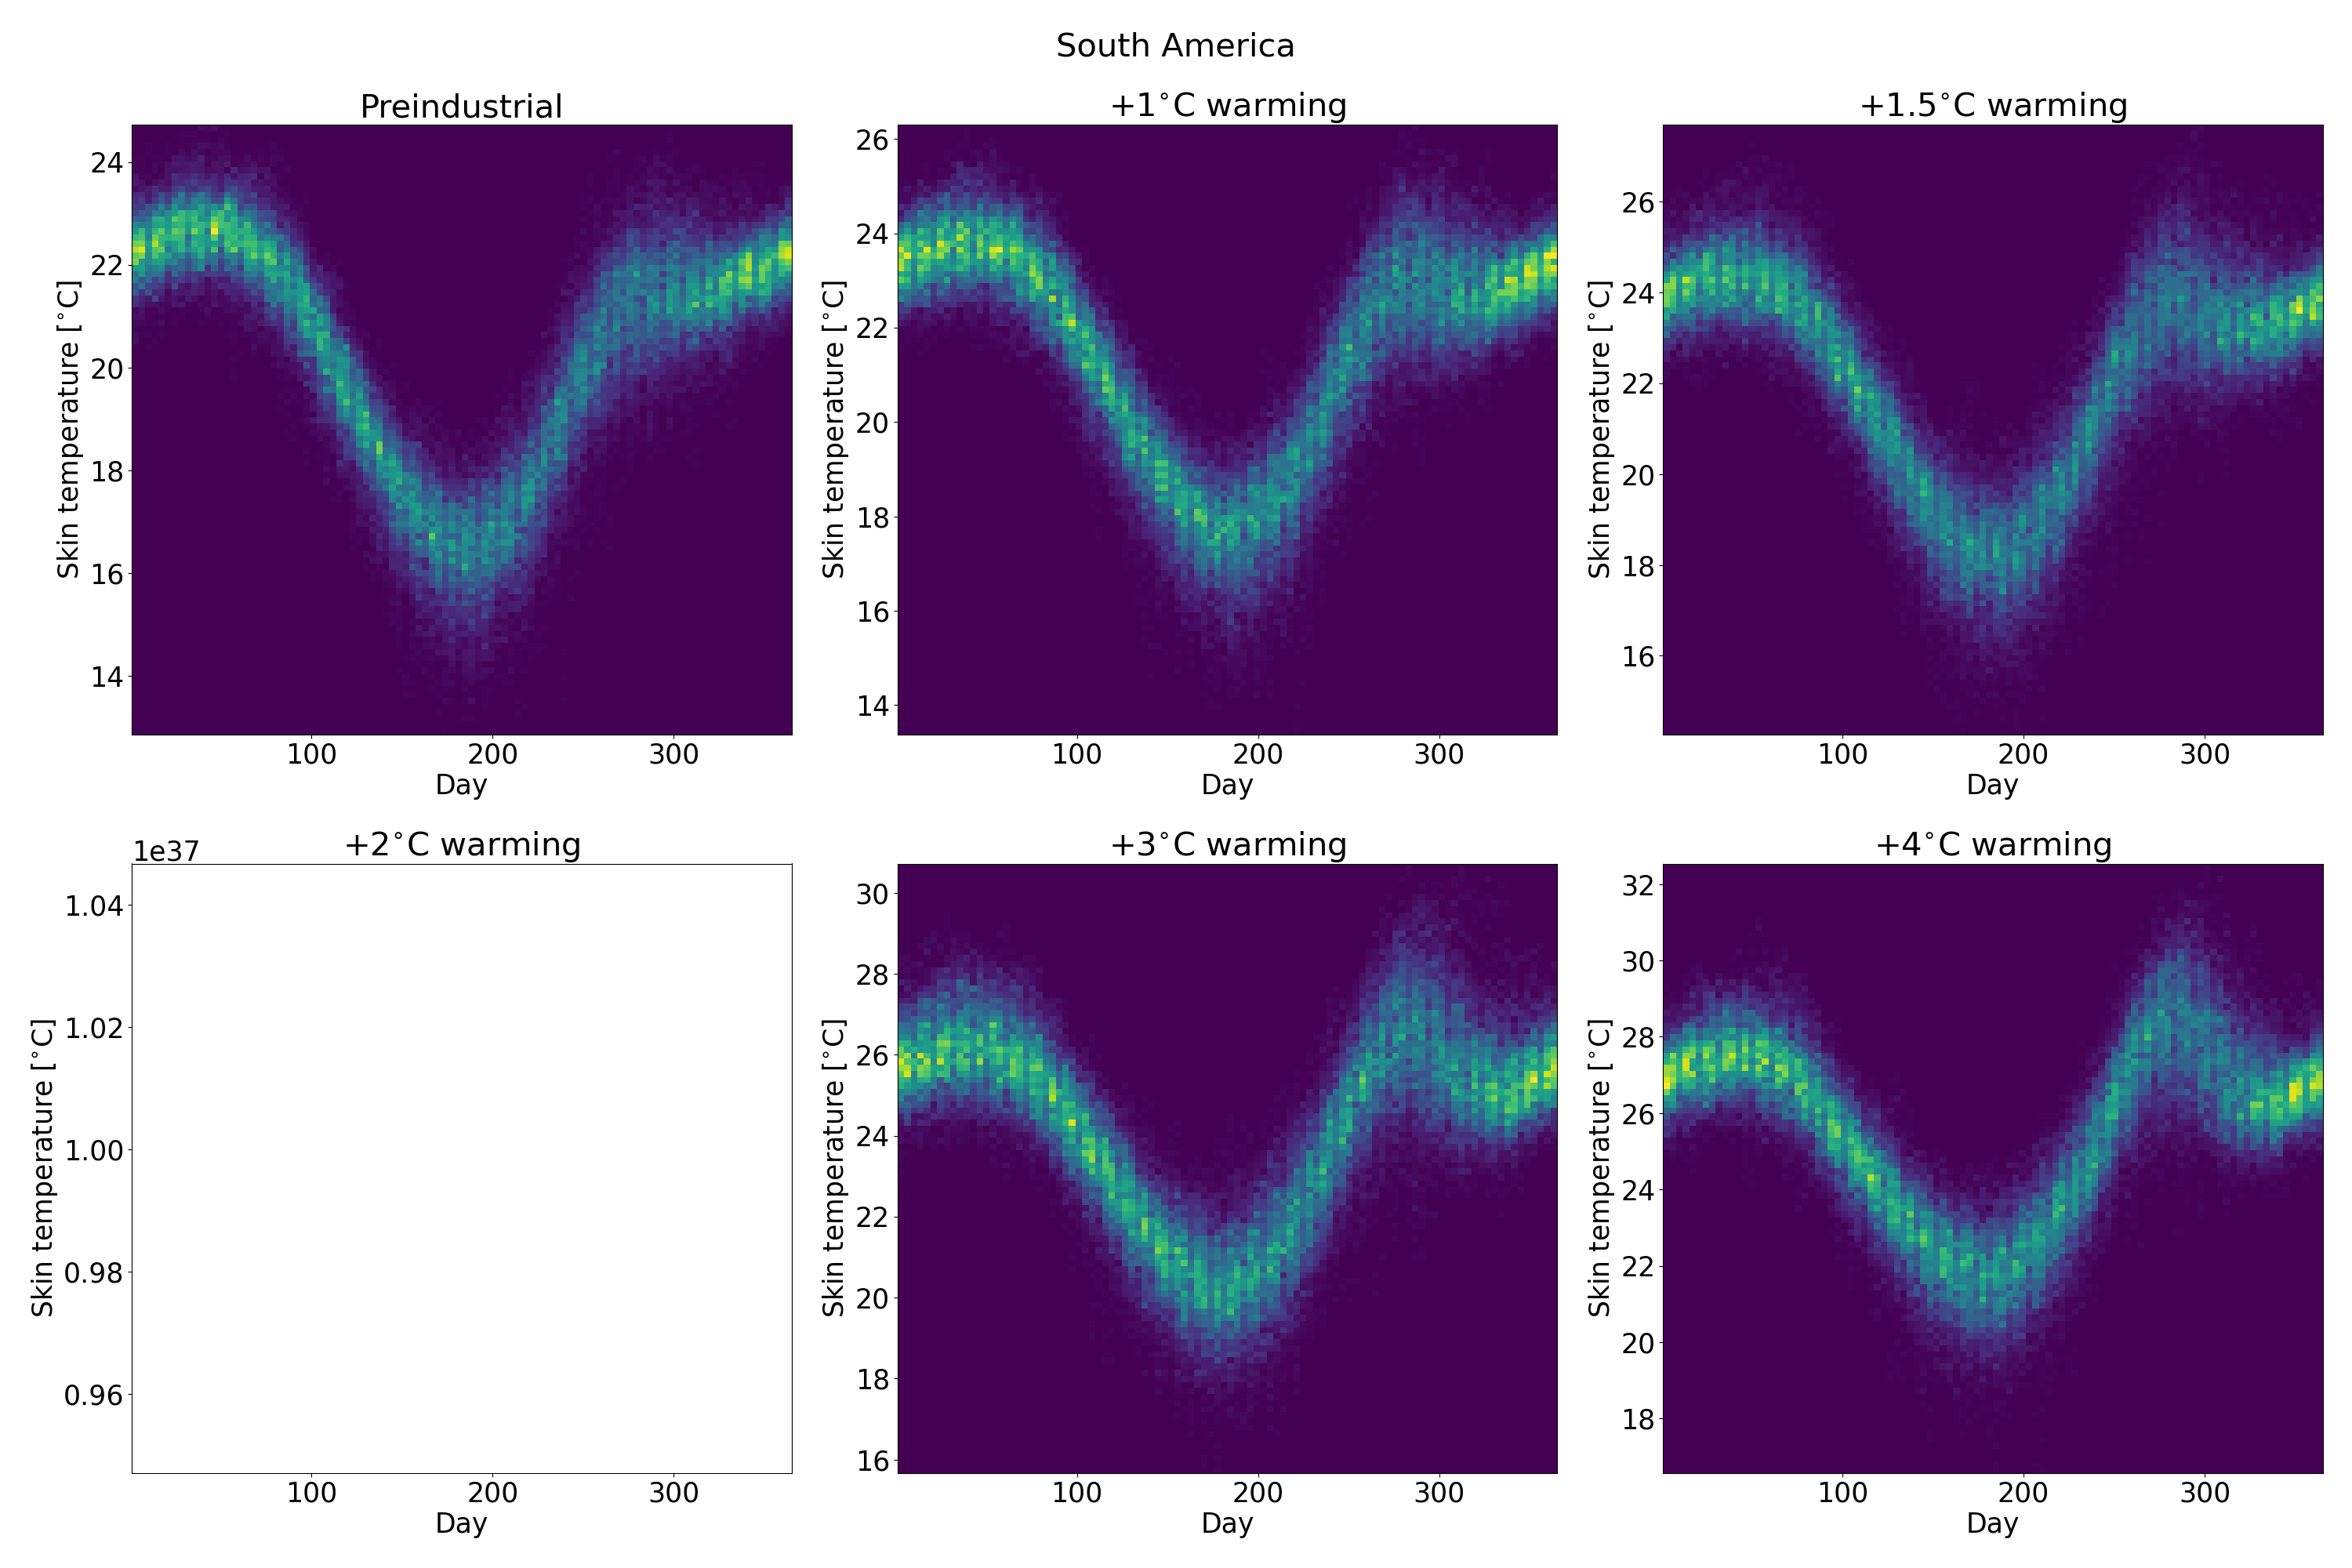 South America
Preindustrial
+1°C warming
+1.5°C warming
24
22
20
18
16
14
Skin temperature [°C]
100
200
300
Day
26
24
22
20
18
16
14
Skin temperature [°C]
100
200
300
Day
26
24
22
20
18
16
Skin temperature [°C]
100
200
300
Day
+2°C warming
+3°C warming
+4°C warming
1e37
1.04
1.02
1.00
0.98
0.96
Skin temperature [°C]
100
200
300
Day
30
28
26
24
22
20
18
16
Skin temperature [°C]
100
200
300
Day
32
30
28
26
24
22
20
18
Skin temperature [°C]
100
200
300
Day